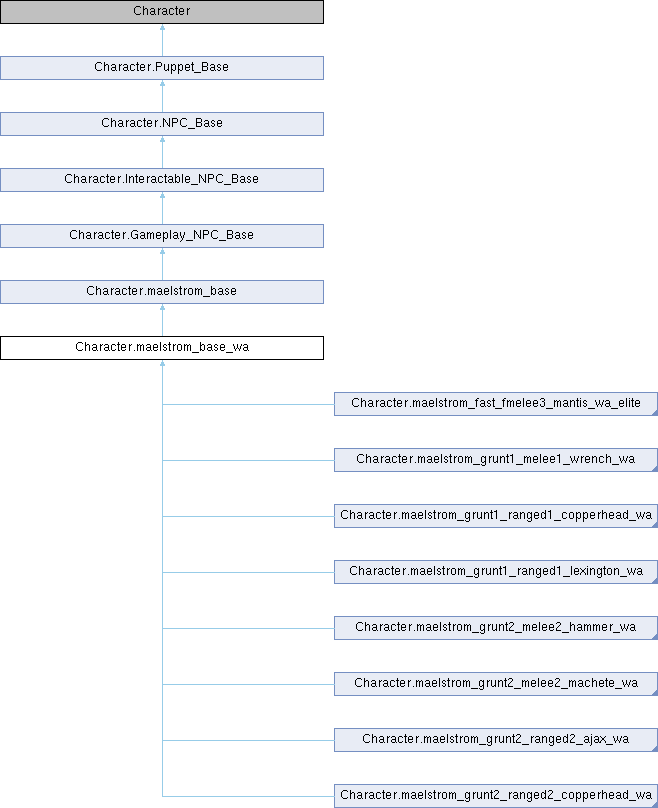 Character
Character.Puppet_Base
Character.NPC_Base
Character.Interactable_NPC_Base
Character.Gameplay_NPC_Base
Character.maelstrom_base
Character.maelstrom_base_wa
Character.maelstrom_fast_fmelee3_mantis_wa_elite
Character.maelstrom_grunt1_melee1_wrench_wa
Character.maelstrom_grunt1_ranged1_copperhead_wa
Character.maelstrom_grunt1_ranged1_lexington_wa
Character.maelstrom_grunt2_melee2_hammer_wa
Character.maelstrom_grunt2_melee2_machete_wa
Character.maelstrom_grunt2_ranged2_ajax_wa
Character.maelstrom_grunt2_ranged2_copperhead_wa